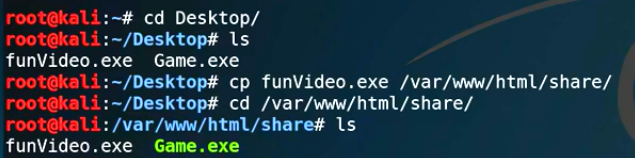 root@kali:~# cd Desktop/
root@kali:~/Desktop# ls
funVideo.exe  Game.exe
root@kali:~/Desktop# cp funVideo.exe /var/www/html/share/
root@kali:~/Desktop# cd /var/www/html/share/
root@kali:/var/www/html/share# ls
funVideo.exe  Game.exe